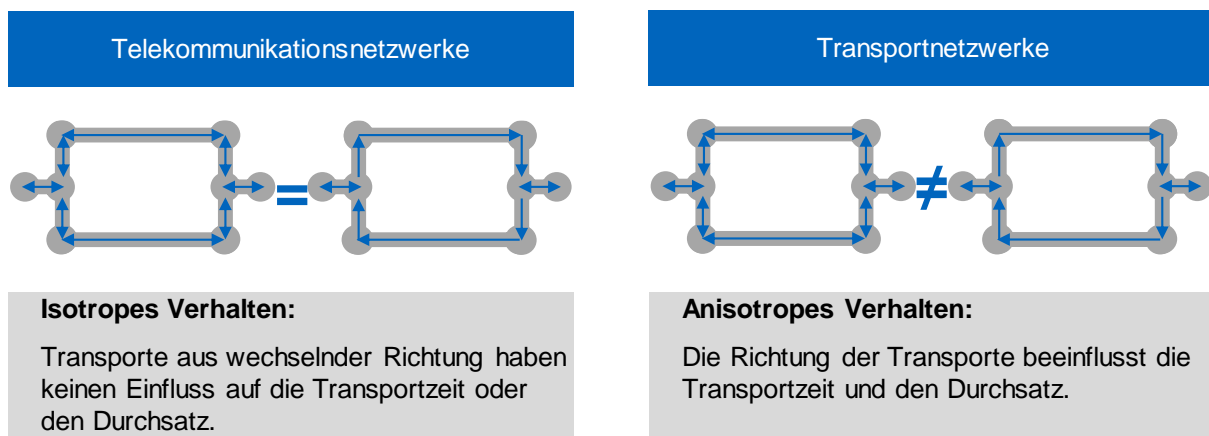 Telekommunikationsnetzwerke
Transportnetzwerke
=
≠
Isotropes Verhalten:
Transporte aus wechselnder Richtung haben
keinen Einfluss auf die Transportzeit oder
den Durchsatz.
Anisotropes Verhalten:
Die Richtung der Transporte beeinflusst die
Transportzeit und den Durchsatz.